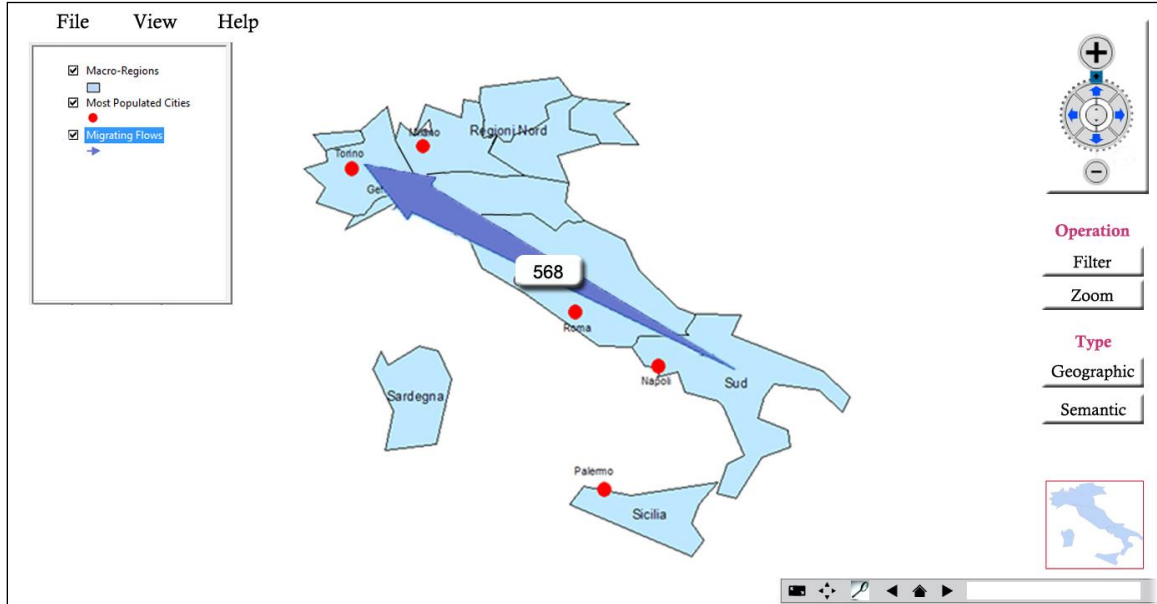 File View Help
Macro-Regions
Most Populated Cities
Migrating Flows
Regioni Nord
Torino
568
Roma
Napoli
Sud
Sardegna
Palermo
Sicilia
Operation
Filter
Zoom
Type
Geographic
Semantic